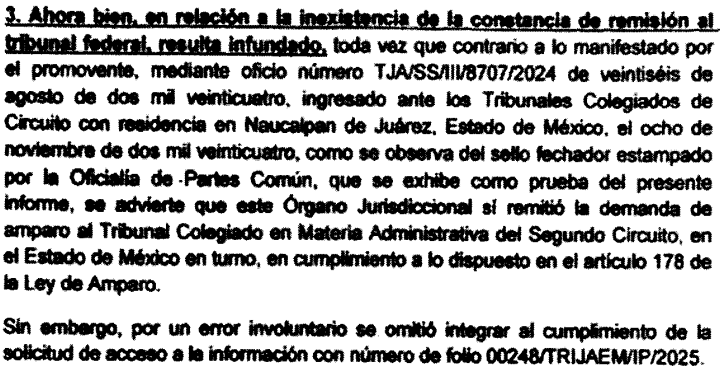 3. Ahora bien, en relación a la inexistencia de la constancia de remisión al
tribunal federal, resulta infundado, toda vez que contrario a lo manifestado por
el promovente, mediante oficio número TJA/SS/III/8707/2024 de veintiséis de
agosto de dos mil veinticuatro, ingresado ante los Tribunales Colegiados de
Circuito con residencia en Naucalpan de Juárez, Estado de México, el ocho de
noviembre de dos mil veinticuatro, como se observa del sello fechador estampado
por la Oficialía de Partes Común, que se exhibe como prueba del presente
informe, se advierte que este Órgano Jurisdiccional sí remitió la demanda de
amparo al Tribunal Colegiado en Materia Administrativa del Segundo Circuito, en
el Estado de México en turno, en cumplimiento a lo dispuesto en el artículo 178 de
la Ley de Amparo.
Sin embargo, por un error involuntario se omitió integrar al cumplimiento de la
solicitud de acceso a la información con número de folio 00248/TRIJAEM/IP/2025.